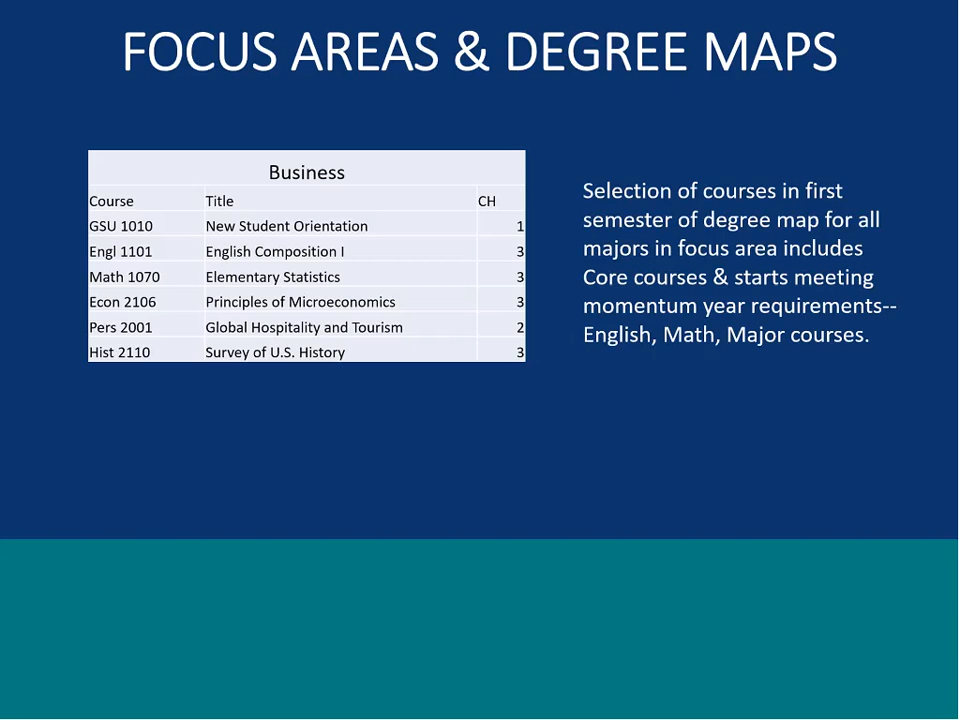 FOCUS AREAS & DEGREE MAPS
Business
Course Title CH
GSU 1010 New Student Orientation 1
Engl 1101 English Composition I 3
Math 1070 Elementary Statistics 3
Econ 2106 Principles of Microeconomics 3
Pers 2001 Global Hospitality and Tourism 2
Hist 2110 Survey of U.S. History 3
Selection of courses in first
semester of degree map for all
majors in focus area includes
Core courses & starts meeting
momentum year requirements--
English, Math, Major courses.